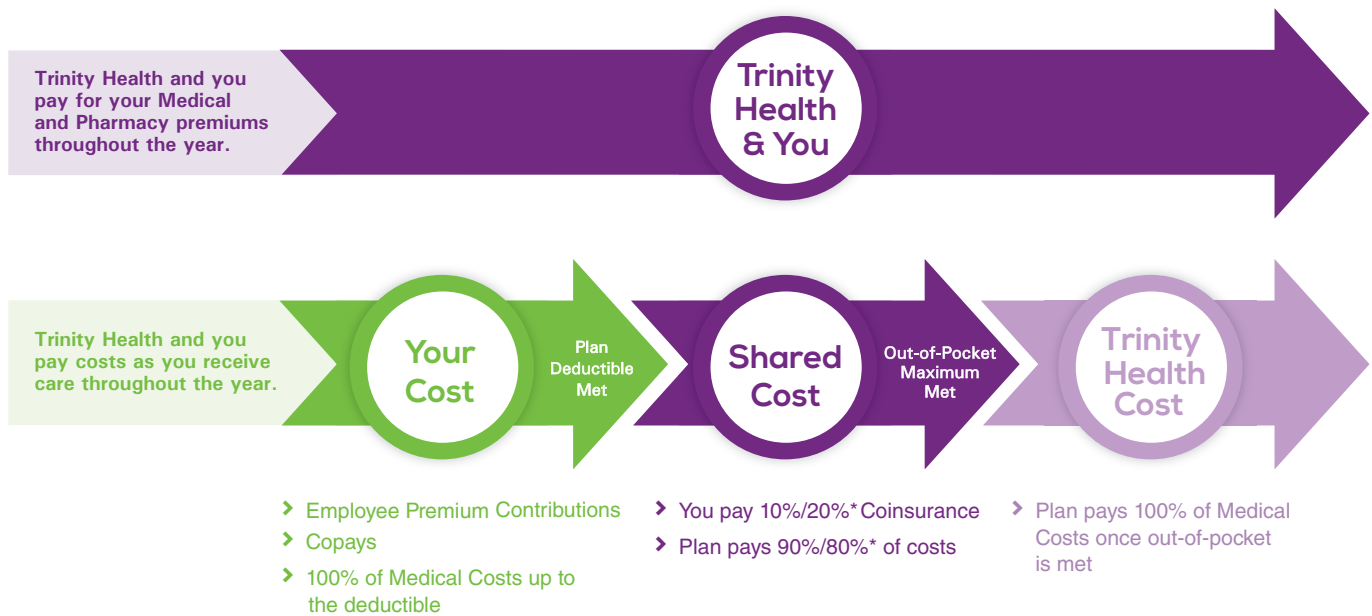 Trinity Health and you
pay for your Medical
and Pharmacy premiums
throughout the year.
Trinity
Health
& You
Trinity Health and you
pay costs as you receive
care throughout the year.
Your
Cost
Plan
Deductible
Met
Shared
Cost
Out-of-Pocket
Maximum
Met
Trinity
Health
Cost
Employee Premium Contributions
Copays
100% of Medical Costs up to
the deductible
You pay 10%/20%* Coinsurance
Plan pays 90%/80%* of costs
Plan pays 100% of Medical
Costs once out-of-pocket
is met